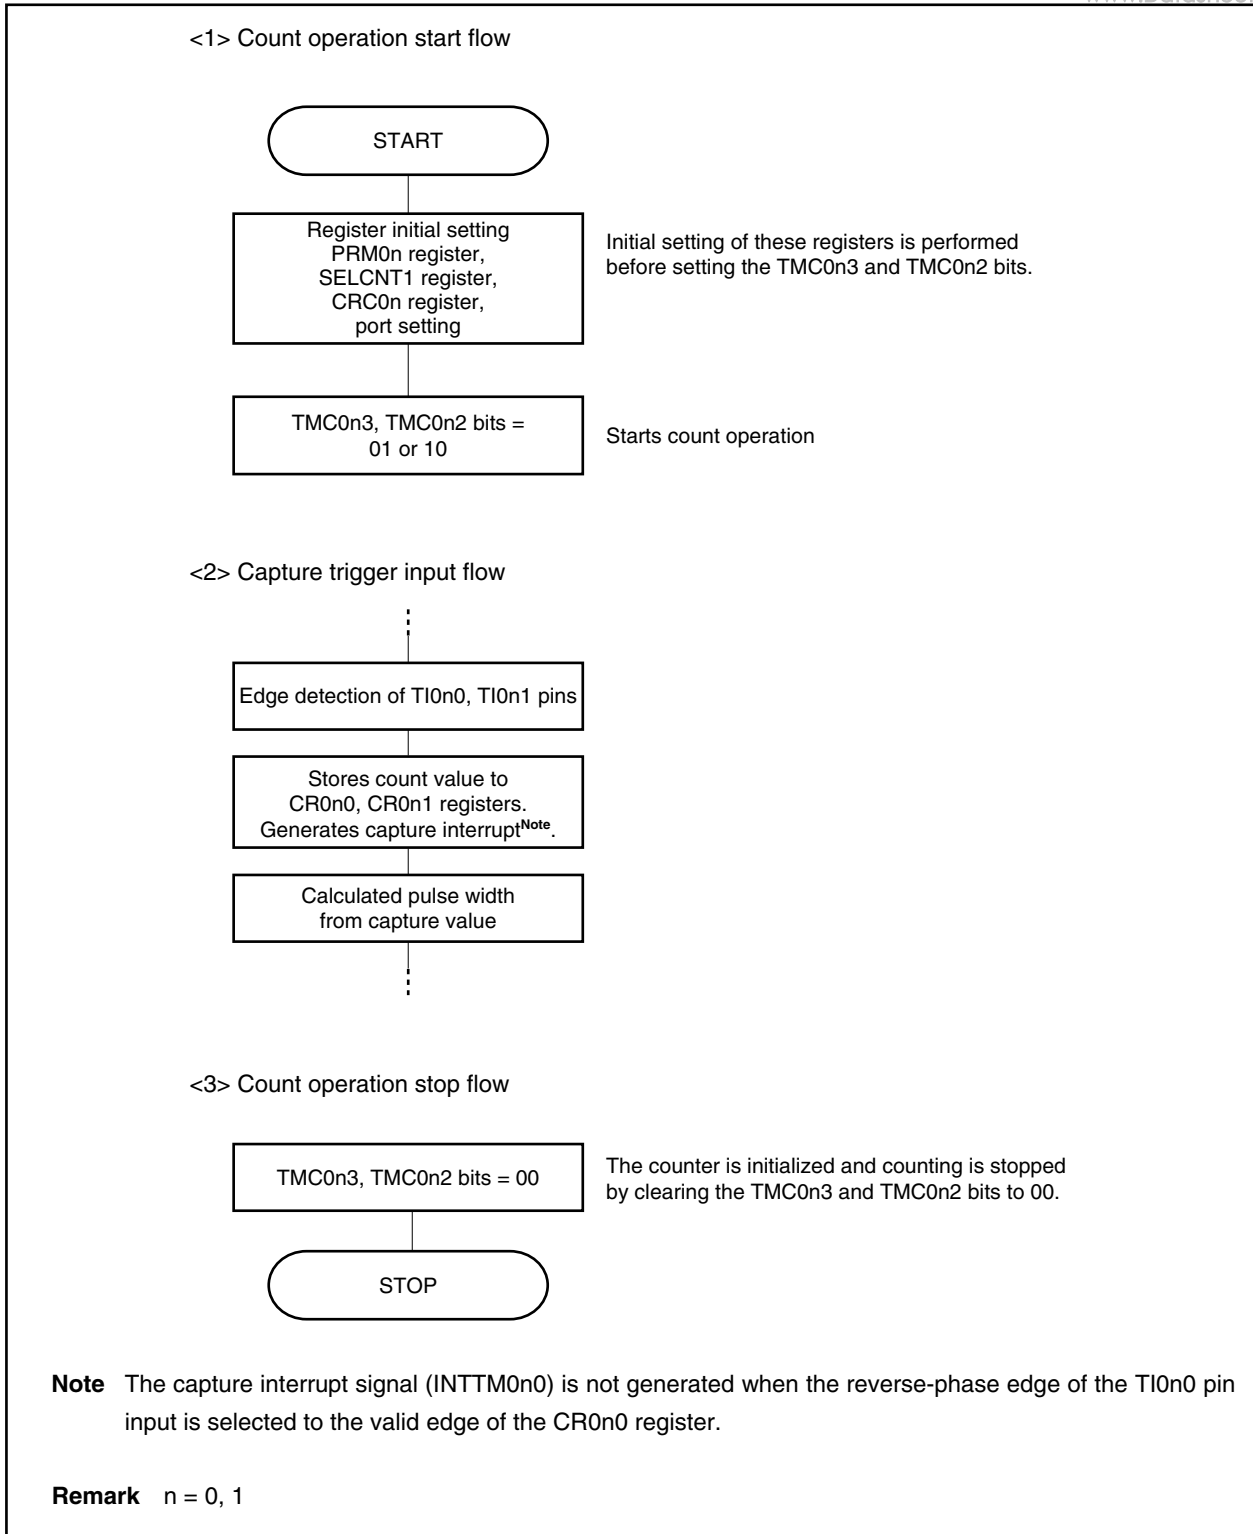 <1> Count operation start flow
START
Register initial setting
PRM0n register,
SELCNT1 register,
CRC0n register,
port setting
Initial setting of these registers is performed
before setting the TMC0n3 and TMC0n2 bits.
TMC0n3, TMC0n2 bits =
01 or 10
Starts count operation
<2> Capture trigger input flow
Edge detection of TI0n0, TI0n1 pins
Stores count value to
CR0n0, CR0n1 registers.
Generates capture interruptNote.
Calculated pulse width
from capture value
<3> Count operation stop flow
TMC0n3, TMC0n2 bits = 00
The counter is initialized and counting is stopped
by clearing the TMC0n3 and TMC0n2 bits to 00.
STOP
Note The capture interrupt signal (INTTM0n0) is not generated when the reverse-phase edge of the TI0n0 pin
input is selected to the valid edge of the CR0n0 register.
Remark n = 0, 1